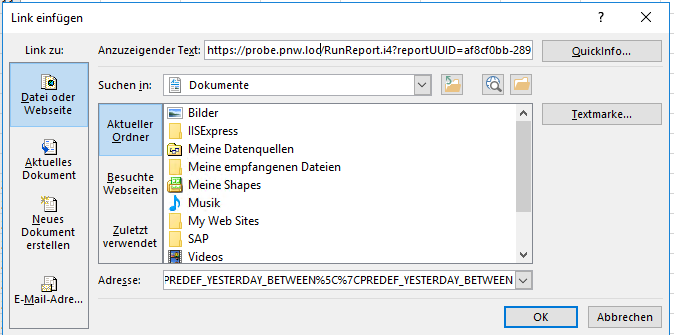 Link einfügen
Link zu:
Anzuzeigender Text:
https://probe.pnw.loc/RunReport.i4?reportUUID=af8cf0bb-289
QuickInfo...
Datei oder
Webseite
Suchen in:
Dokumente
Aktueller
Ordner
Bilder
IISExpress
Meine Datenquellen
Meine empfangenen Dateien
Meine Shapes
Musik
My Web Sites
SAP
Videos
Textmarke...
Aktuelles
Dokument
Besuchte
Webseiten
Neues
Dokument
erstellen
Zuletzt
verwendet
E-Mail-Adre...
Adresse:
PREDEF_YESTERDAY_BETWEEN%5C%7CPREDEF_YESTERDAY_BETWEEN
OK
Abbrechen